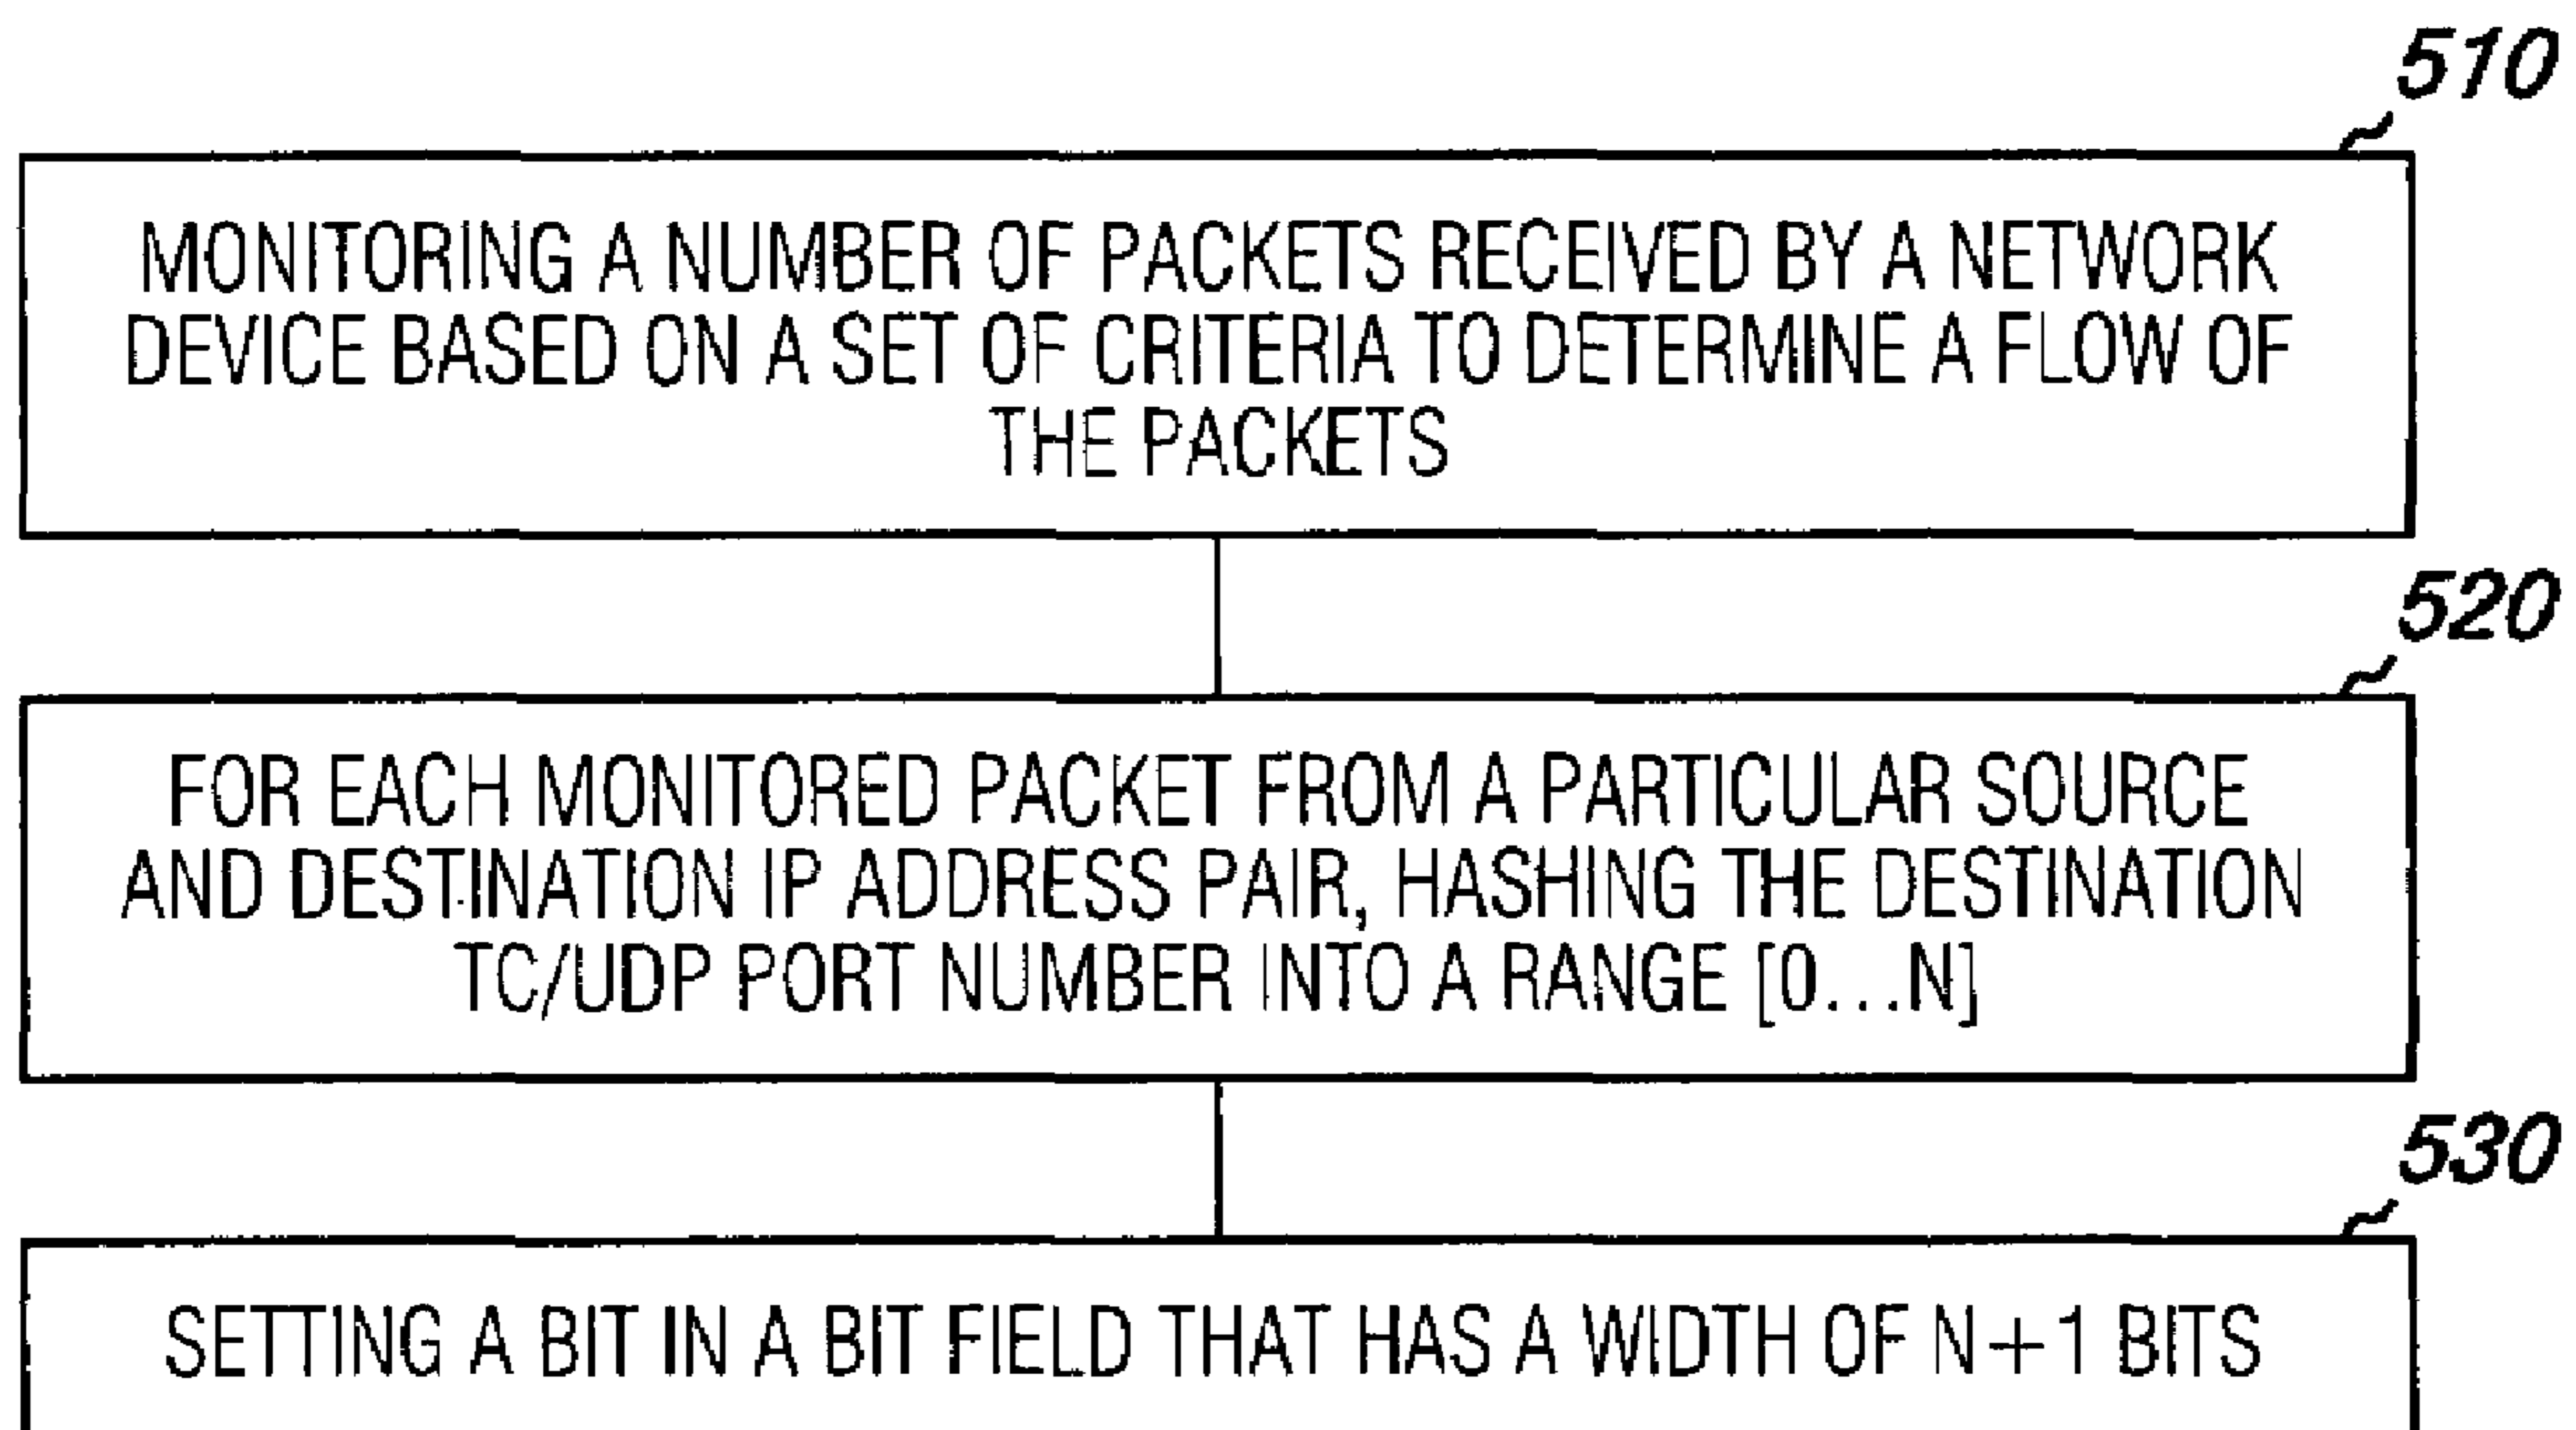 510
MONITORING A NUMBER OF PACKETS RECEIVED BY A NETWORK
DEVICE BASED ON A SET OF CRITERIA TO DETERMINE A FLOW OF
THE PACKETS
520
FOR EACH MONITORED PACKET FROM A PARTICULAR SOURCE
AND DESTINATION IP ADDRESS PAIR, HASHING THE DESTINATION
TC/UDP PORT NUMBER INTO A RANGE [0...N]
530
SETTING A BIT IN A BIT FIELD THAT HAS A WIDTH OF N+1 BITS